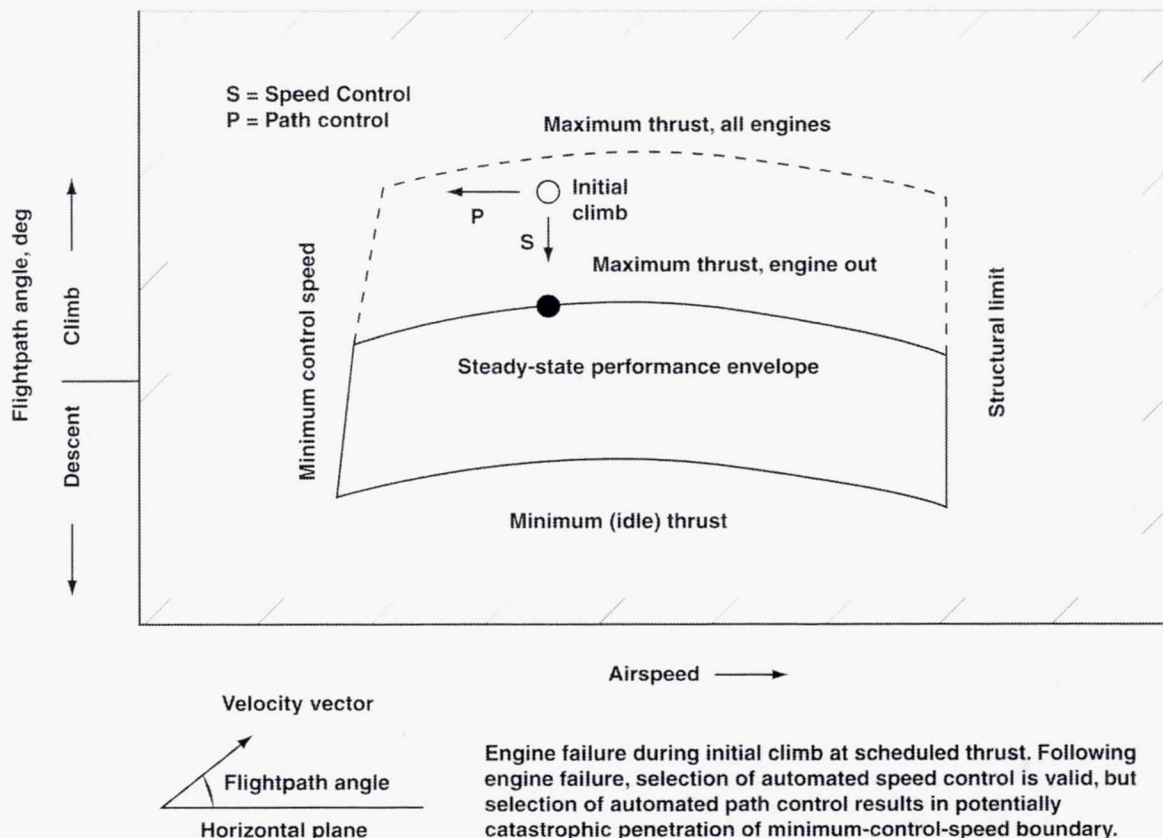 S = Speed Control
P = Path control
Maximum thrust, all engines
Initial
climb
P
S
Maximum thrust, engine out
Flightpath angle, deg
Climb
Descent
Minimum control speed
Steady-state performance envelope
Structural limit
Minimum (idle) thrust
Airspeed
Velocity vector
Flightpath angle
Horizontal plane
Engine failure during initial climb at scheduled thrust. Following
engine failure, selection of automated speed control is valid, but
selection of automated path control results in potentially
catastrophic penetration of minimum-control-speed boundary.